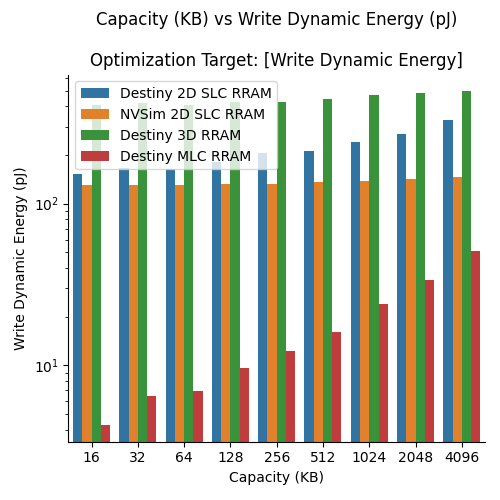 Capacity (KB) vs Write Dynamic Energy (pJ)
Optimization Target: [Write Dynamic Energy]
Destiny 2D SLC RRAM
NVSim 2D SLC RRAM
Destiny 3D RRAM
Destiny MLC RRAM
Write Dynamic Energy (pJ)
10²
10¹
16 32 64 128 256 512 1024 2048 4096
Capacity (KB)